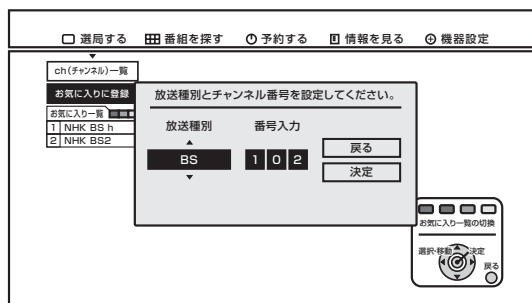 選局する 番組を探す 予約する 情報を見る 機器設定
ch(チャンネル)一覧
お気に入りに登録
お気に入り一覧
1 NHK BS h
2 NHK BS2
放送種別とチャンネル番号を設定してください。
放送種別 番号入力
BS 1 0 2
戻る
決定
お気に入り一覧の切換
選択・移動 決定
戻る